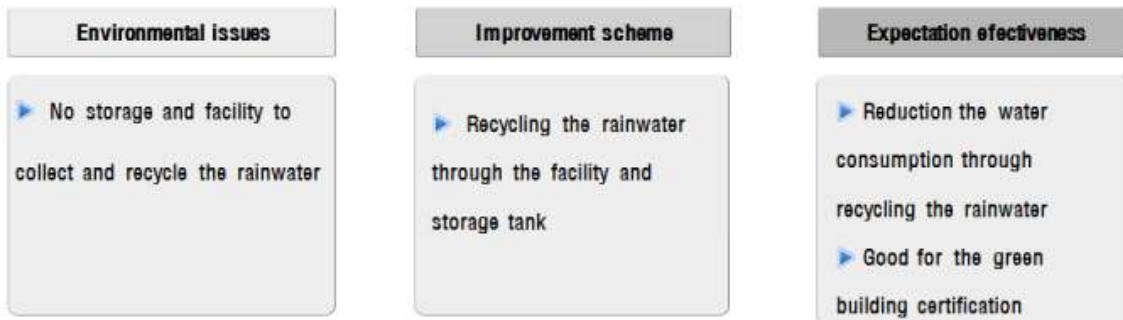 Environmental issues
▶ No storage and facility to
collect and recycle the rainwater
Improvement scheme
▶ Recycling the rainwater
through the facility and
storage tank
Expectation efectiveness
▶ Reduction the water
consumption through
recycling the rainwater
▶ Good for the green
building certification